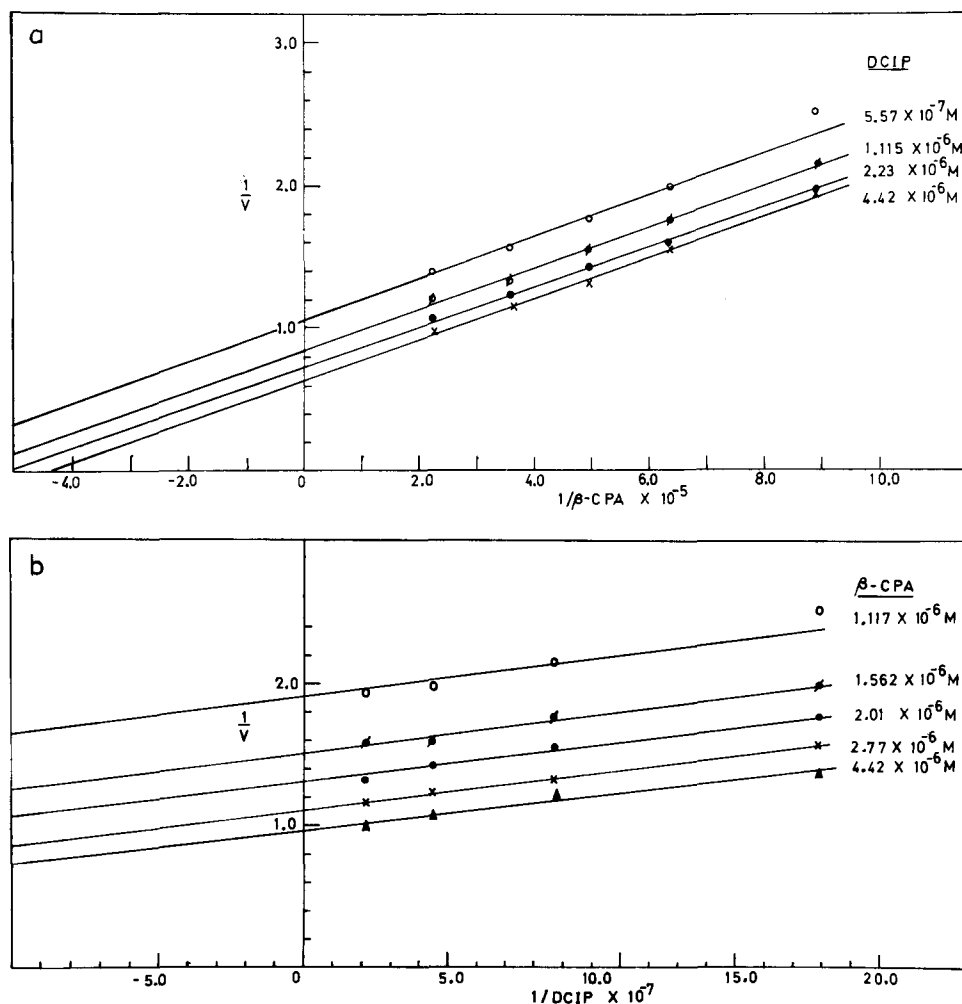 a
3.0
2.0
1.0
1
V
DCIP
5.57 X 10-7M
1.115 X10-6M
2.23 X 10-6M
4.42 X 10-6M
-4.0 -2.0 0 2.0 4.0 6.0 8.0 10.0
1/β-CPA X 10-5
b
2.0
1.0
1
V
β-CPA
1.117X 10-6M
1.562 X10-6M
2.01 X 10-6M
2.77X 10-6M
4.42 X 10-6M
-5.0 0 5.0 10.0 15.0 20.0
1/DCIP X 10-7